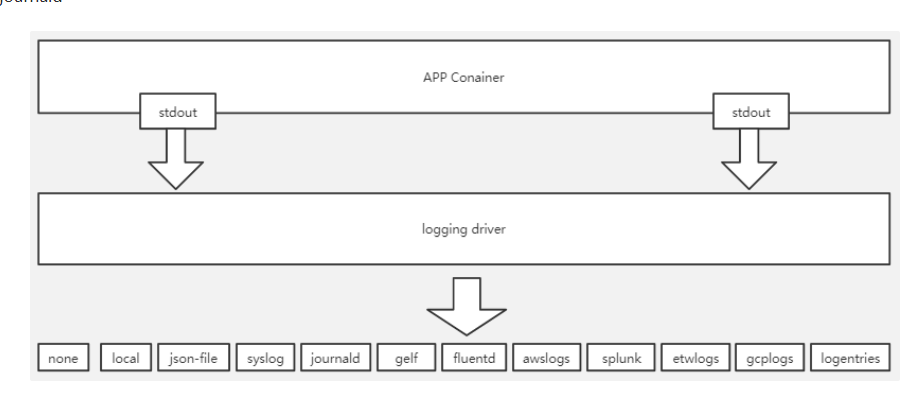 journald
APP Conainer
stdout stdout
logging driver
none local json-file syslog journald gelf fluentd awslogs splunk etwlogs gcplogs logentries